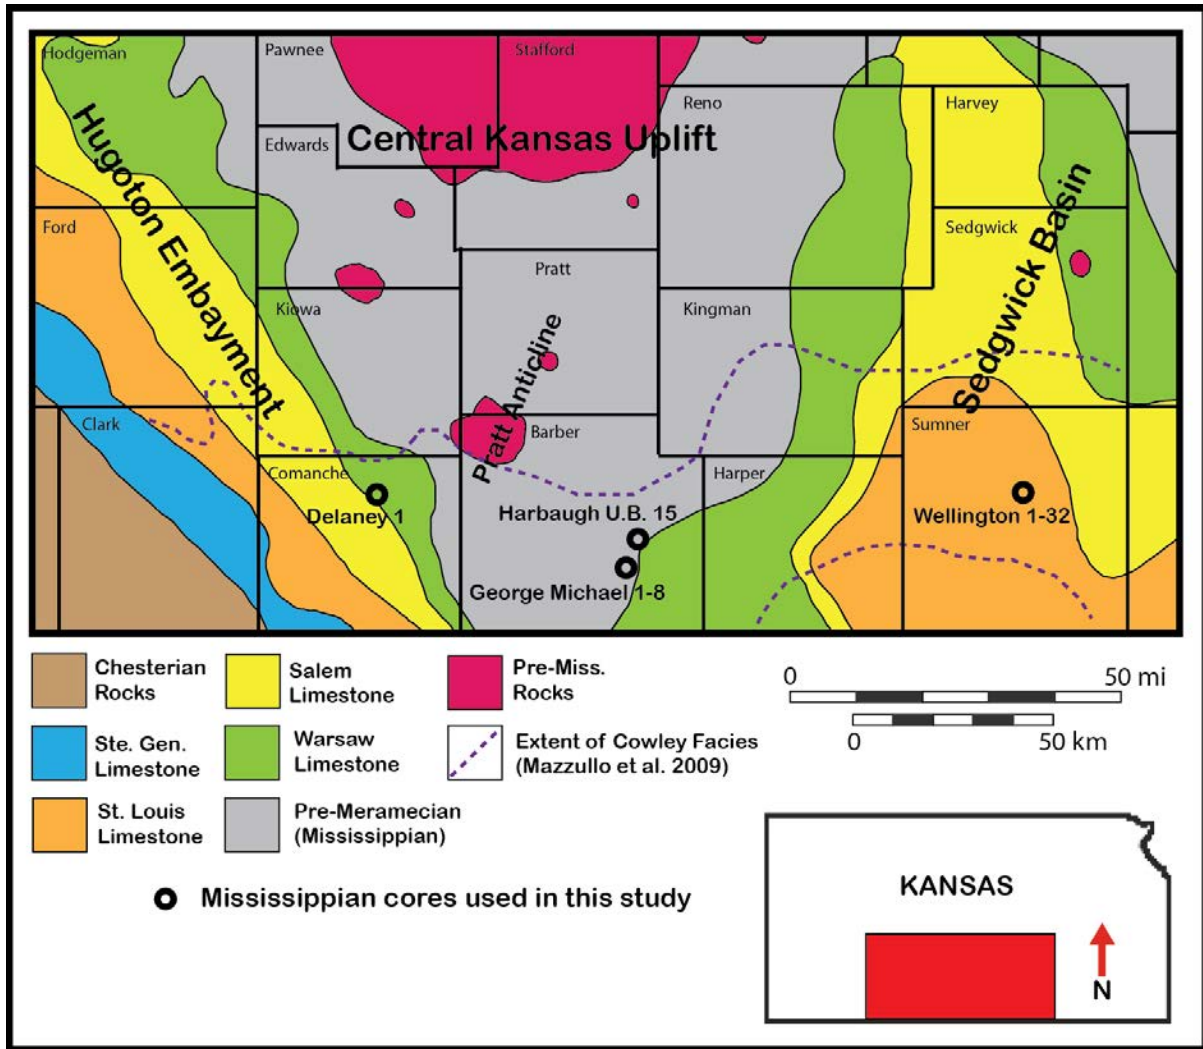 Hodgeman
Pawnee
Stafford
Reno
Harvey
Edwards
Central Kansas Uplift
Hugoton Embayment
Ford
Sedgwick
Sedgwick Basin
Pratt
Kiowa
Kingman
Pratt Anticline
Clark
Barber
Sumner
Comanche
Harper
Delaney 1
Harbaugh U.B. 15
Wellington 1-32
George Michael 1-8
Chesterian
Rocks
Salem
Limestone
Pre-Miss.
Rocks
0 50 mi
Ste. Gen.
Limestone
Warsaw
Limestone
Extent of Cowley Facies
(Mazzullo et al. 2009)
0 50 km
St. Louis
Limestone
Pre-Meramecian
(Mississippian)
Mississippian cores used in this study
KANSAS
N